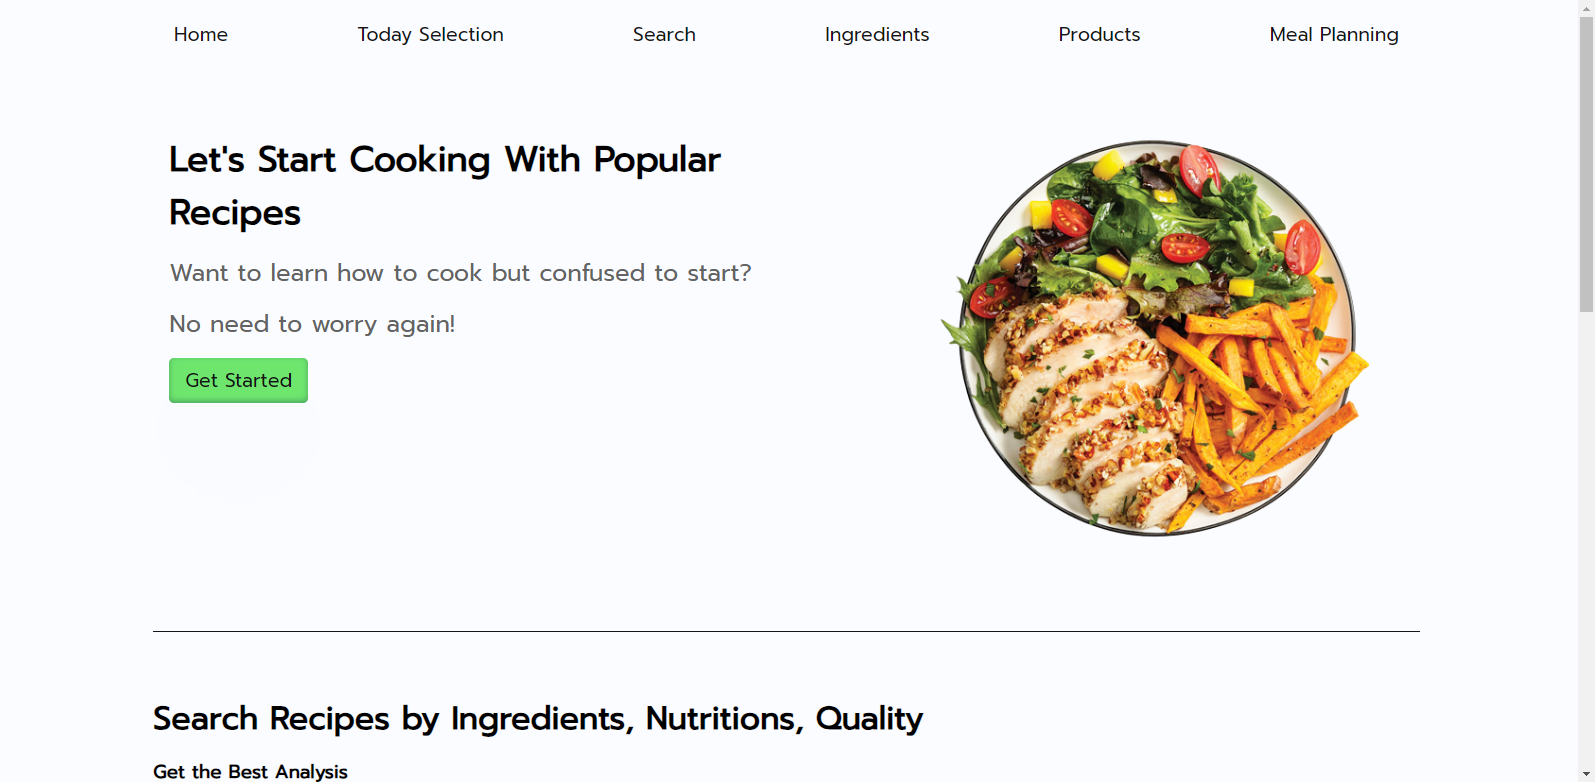 Home Today Selection Search Ingredients Products Meal Planning
Let's Start Cooking With Popular
Recipes
Want to learn how to cook but confused to start?
No need to worry again!
Get Started
Search Recipes by Ingredients, Nutritions, Quality
Get the Best Analysis